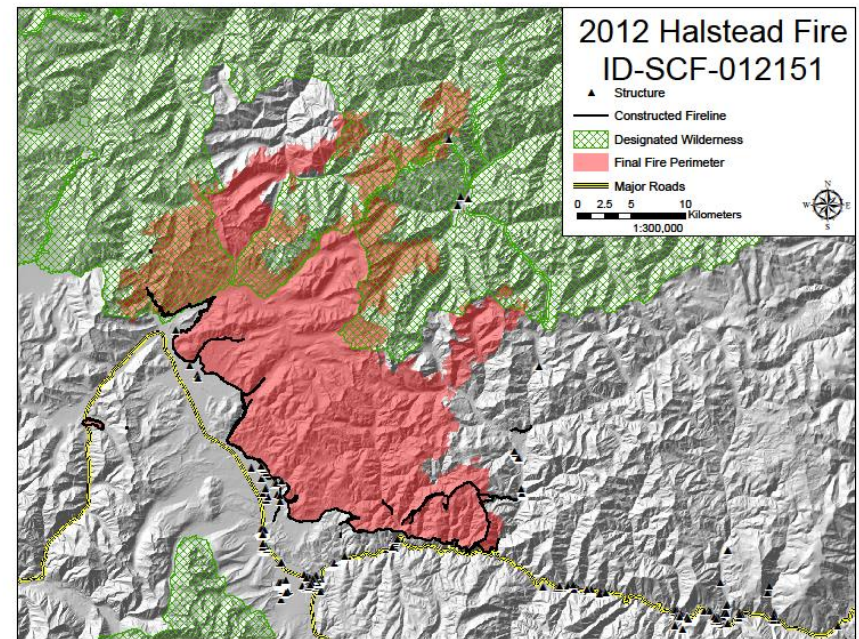 2012 Halstead Fire
ID-SCF-012151
Structure
Constructed Fireline
Designated Wilderness
Final Fire Perimeter
Major Roads
0 2.5 5 10
Kilometers
1:300,000
N
W E
S